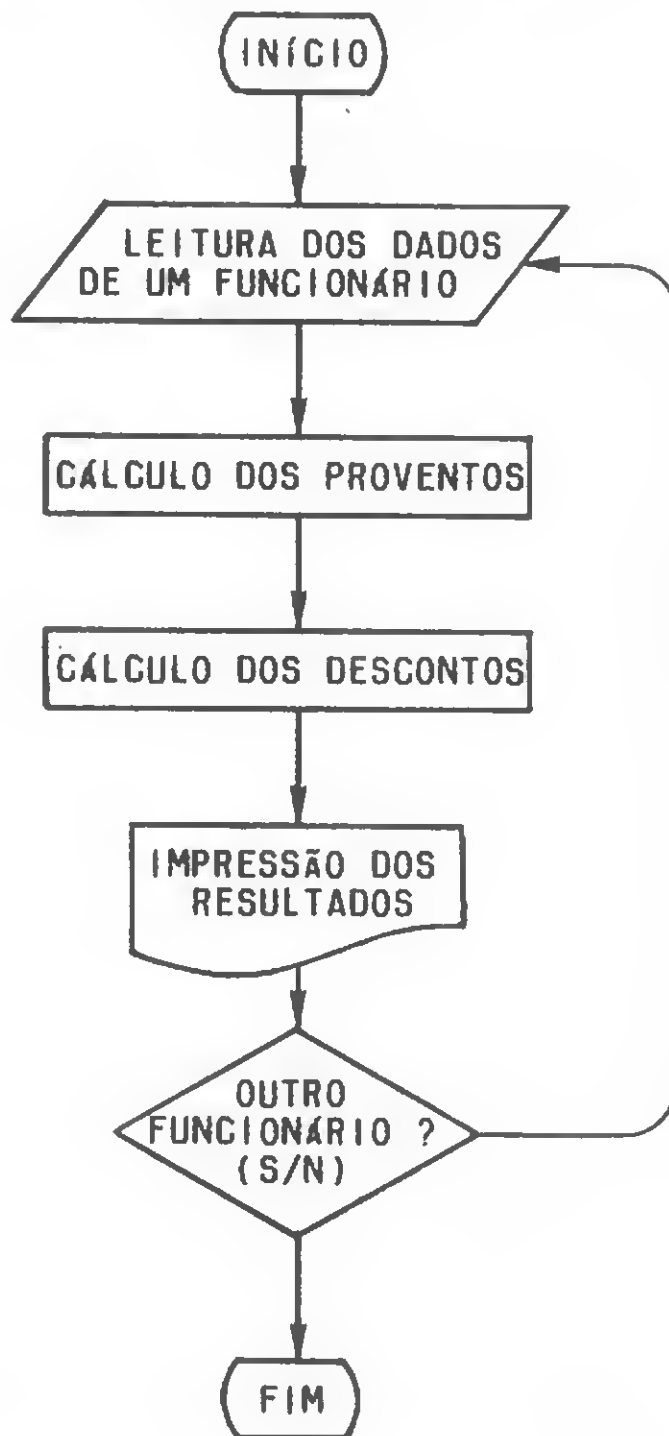 INÍCIO
LEITURA DOS DADOS
DE UM FUNCIONÁRIO
CÁLCULO DOS PROVENTOS
CÁLCULO DOS DESCONTOS
IMPRESSÃO DOS
RESULTADOS
OUTRO
FUNCIONÁRIO ?
(S/N)
FIM